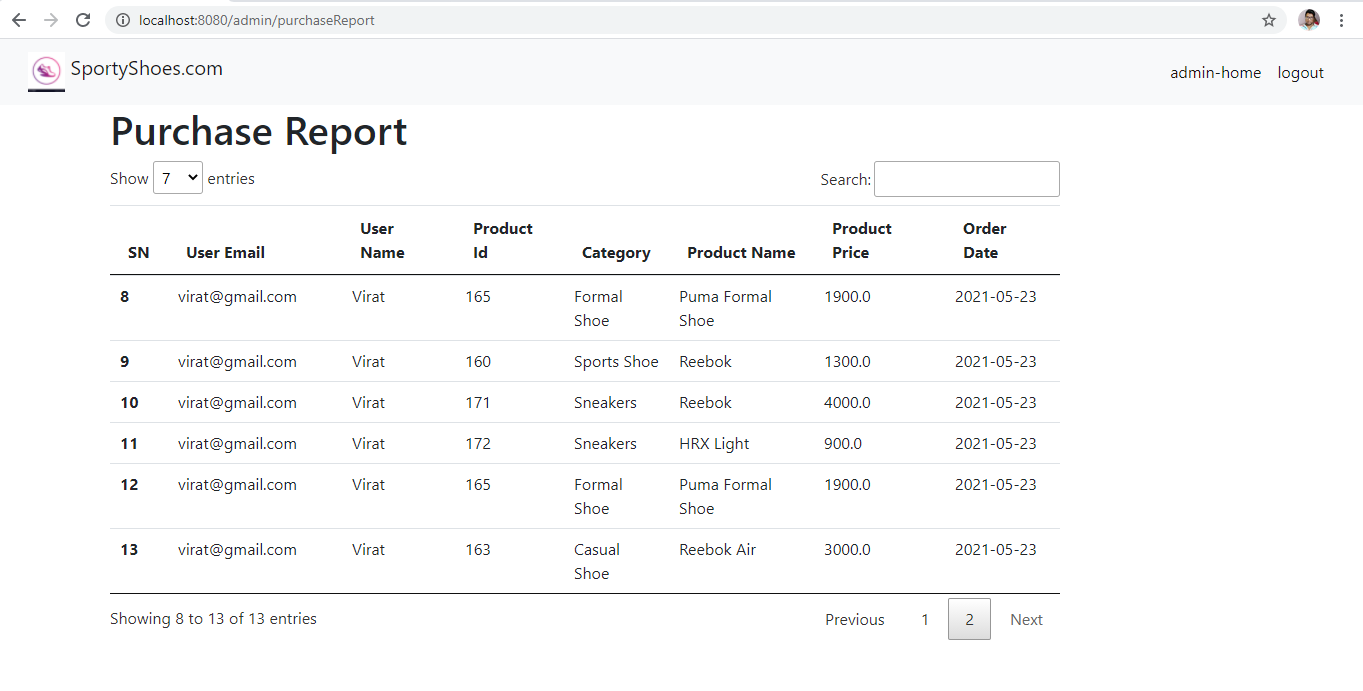 localhost:8080/admin/purchaseReport
SportyShoes.com
admin-home logout
Purchase Report
Show 7 entries
Search:
SN User Email User Name Product Id Category Product Name Product Price Order Date
8 virat@gmail.com Virat 165 Formal Shoe Puma Formal Shoe 1900.0 2021-05-23
9 virat@gmail.com Virat 160 Sports Shoe Reebok 1300.0 2021-05-23
10 virat@gmail.com Virat 171 Sneakers Reebok 4000.0 2021-05-23
11 virat@gmail.com Virat 172 Sneakers HRX Light 900.0 2021-05-23
12 virat@gmail.com Virat 165 Formal Shoe Puma Formal Shoe 1900.0 2021-05-23
13 virat@gmail.com Virat 163 Casual Shoe Reebok Air 3000.0 2021-05-23
Showing 8 to 13 of 13 entries
Previous 1 2 Next